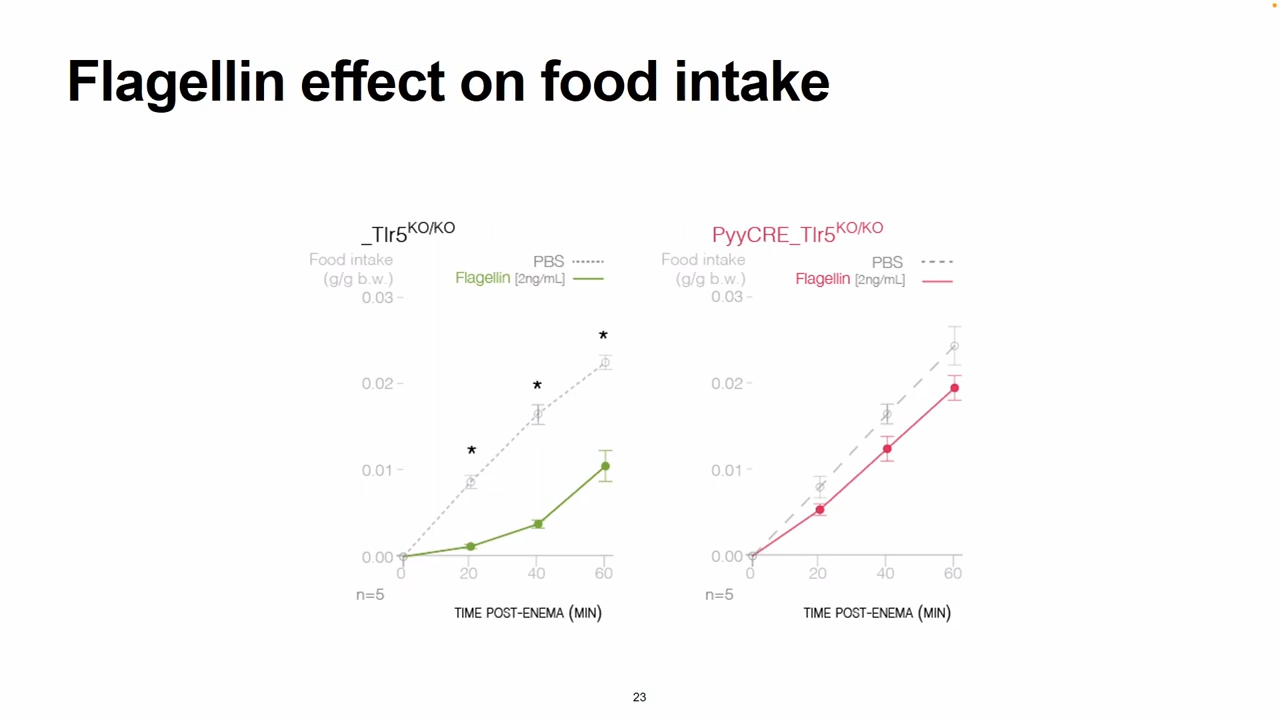 Flagellin effect on food intake
_Tlr5KO/KO
Food intake
(g/g b.w.)
PBS
Flagellin [2ng/mL]
0.03
*
*
0.02
*
0.01
0.00
0 20 40 60
n=5
TIME POST-ENEMA (MIN)
PyyCRE_Tlr5KO/KO
Food intake
(g/g b.w.)
PBS
Flagellin [2ng/mL]
0.03
0.02
0.01
0.00
0 20 40 60
n=5
TIME POST-ENEMA (MIN)
23